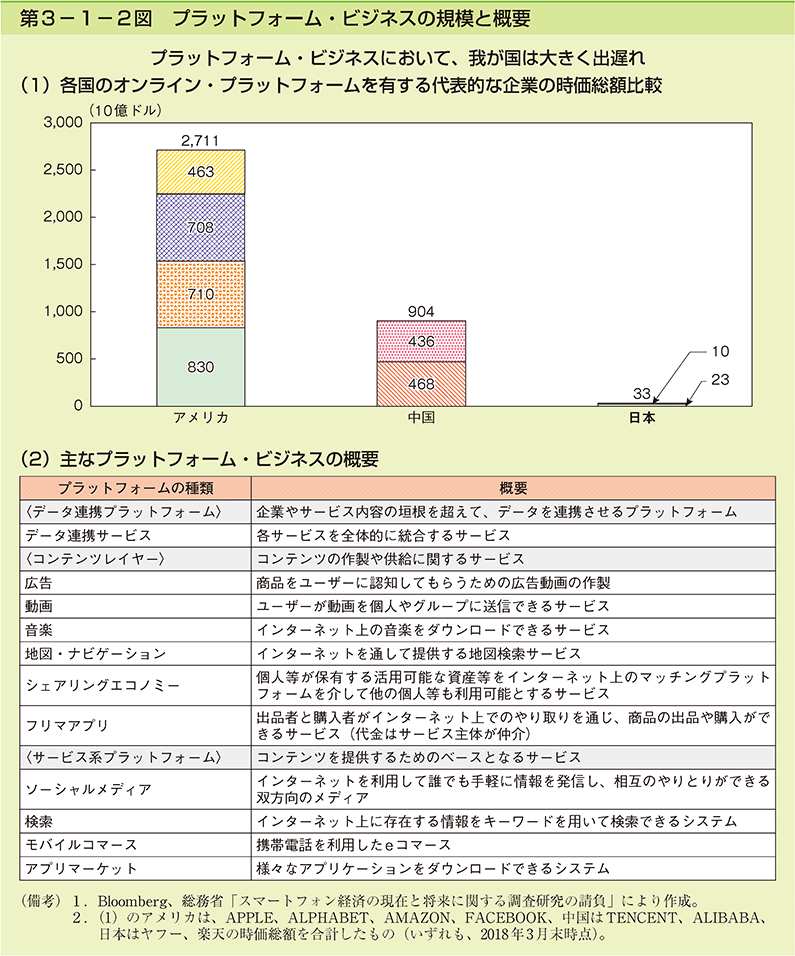 第3－1－2図　プラットフォーム・ビジネスの規模と概要
プラットフォーム・ビジネスにおいて、我が国は大きく出遅れ
（1）各国のオンライン・プラットフォームを有する代表的な企業の時価総額比較
（10億ドル）
3,000
2,500
2,000
1,500
1,000
500
0
2,711
463
708
710
830
アメリカ
904
436
468
中国
33
10
23
日本
（2）主なプラットフォーム・ビジネスの概要
プラットフォームの種類　概要
〈データ連携プラットフォーム〉　企業やサービス内容の垣根を超えて、データを連携させるプラットフォーム
データ連携サービス　各サービスを全体的に統合するサービス
〈コンテンツレイヤー〉　コンテンツの作製や供給に関するサービス
広告　商品をユーザーに認知してもらうための広告動画の作製
動画　ユーザーが動画を個人やグループに送信できるサービス
音楽　インターネット上の音楽をダウンロードできるサービス
地図・ナビゲーション　インターネットを通して提供する地図検索サービス
シェアリングエコノミー　個人等が保有する活用可能な資産等をインターネット上のマッチングプラット
フォームを介して他の個人等も利用可能とするサービス
フリマアプリ　出品者と購入者がインターネット上でのやり取りを通じ、商品の出品や購入がで
きるサービス（代金はサービス主体が仲介）
〈サービス系プラットフォーム〉　コンテンツを提供するためのベースとなるサービス
ソーシャルメディア　インターネットを利用して誰でも手軽に情報を発信し、相互のやりとりができる
双方向のメディア
検索　インターネット上に存在する情報をキーワードを用いて検索できるシステム
モバイルコマース　携帯電話を利用したeコマース
アプリマーケット　様々なアプリケーションをダウンロードできるシステム
（備考）1．Bloomberg、総務省「スマートフォン経済の現在と将来に関する調査研究の請負」により作成。
2．（1）のアメリカは、APPLE、ALPHABET、AMAZON、FACEBOOK、中国はTENCENT、ALIBABA、
日本はヤフー、楽天の時価総額を合計したもの（いずれも、2018年3月末時点）。